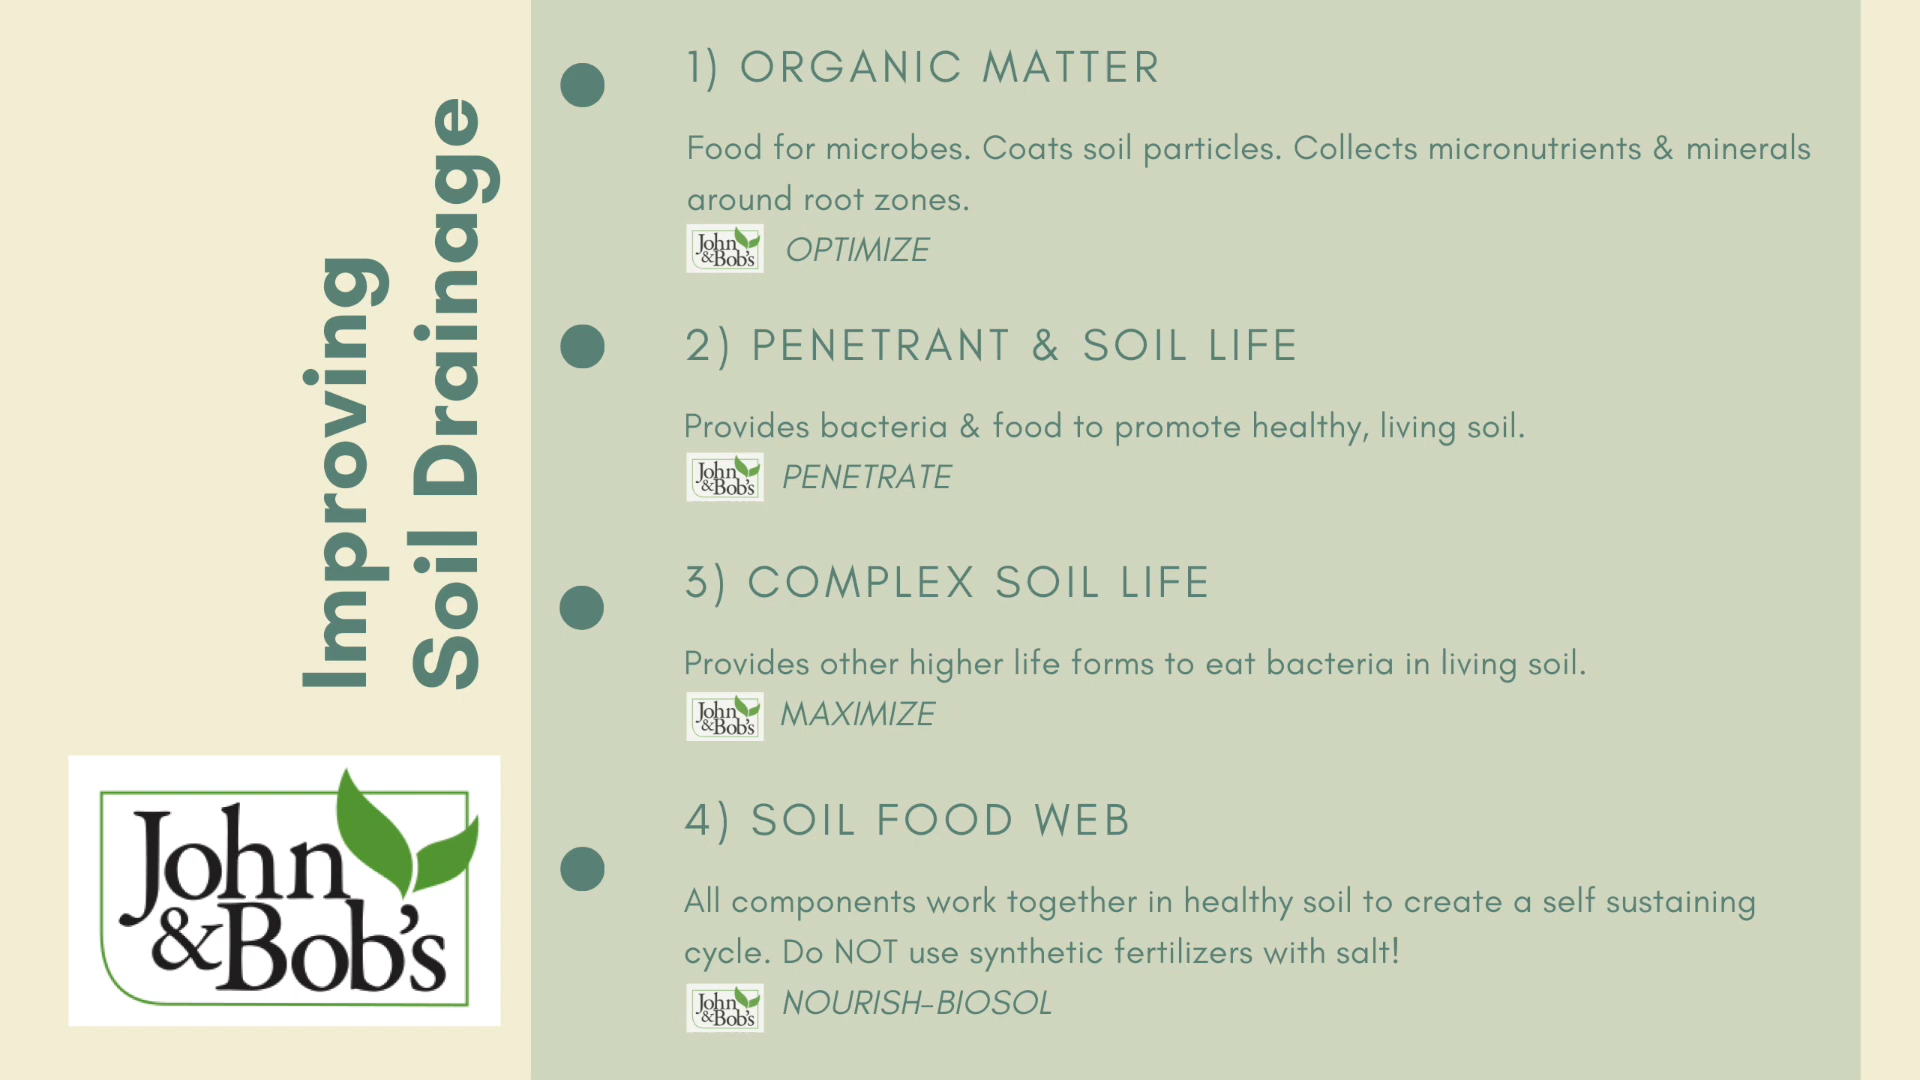 Improving
Soil Drainage
John
&Bob's
1) ORGANIC MATTER
Food for microbes. Coats soil particles. Collects micronutrients & minerals
around root zones.
John
&Bob's
OPTIMIZE
2) PENETRANT & SOIL LIFE
Provides bacteria & food to promote healthy, living soil.
John
&Bob's
PENETRATE
3) COMPLEX SOIL LIFE
Provides other higher life forms to eat bacteria in living soil.
John
&Bob's
MAXIMIZE
4) SOIL FOOD WEB
All components work together in healthy soil to create a self sustaining
cycle. Do NOT use synthetic fertilizers with salt!
John
&Bob's
NOURISH-BIOSOL